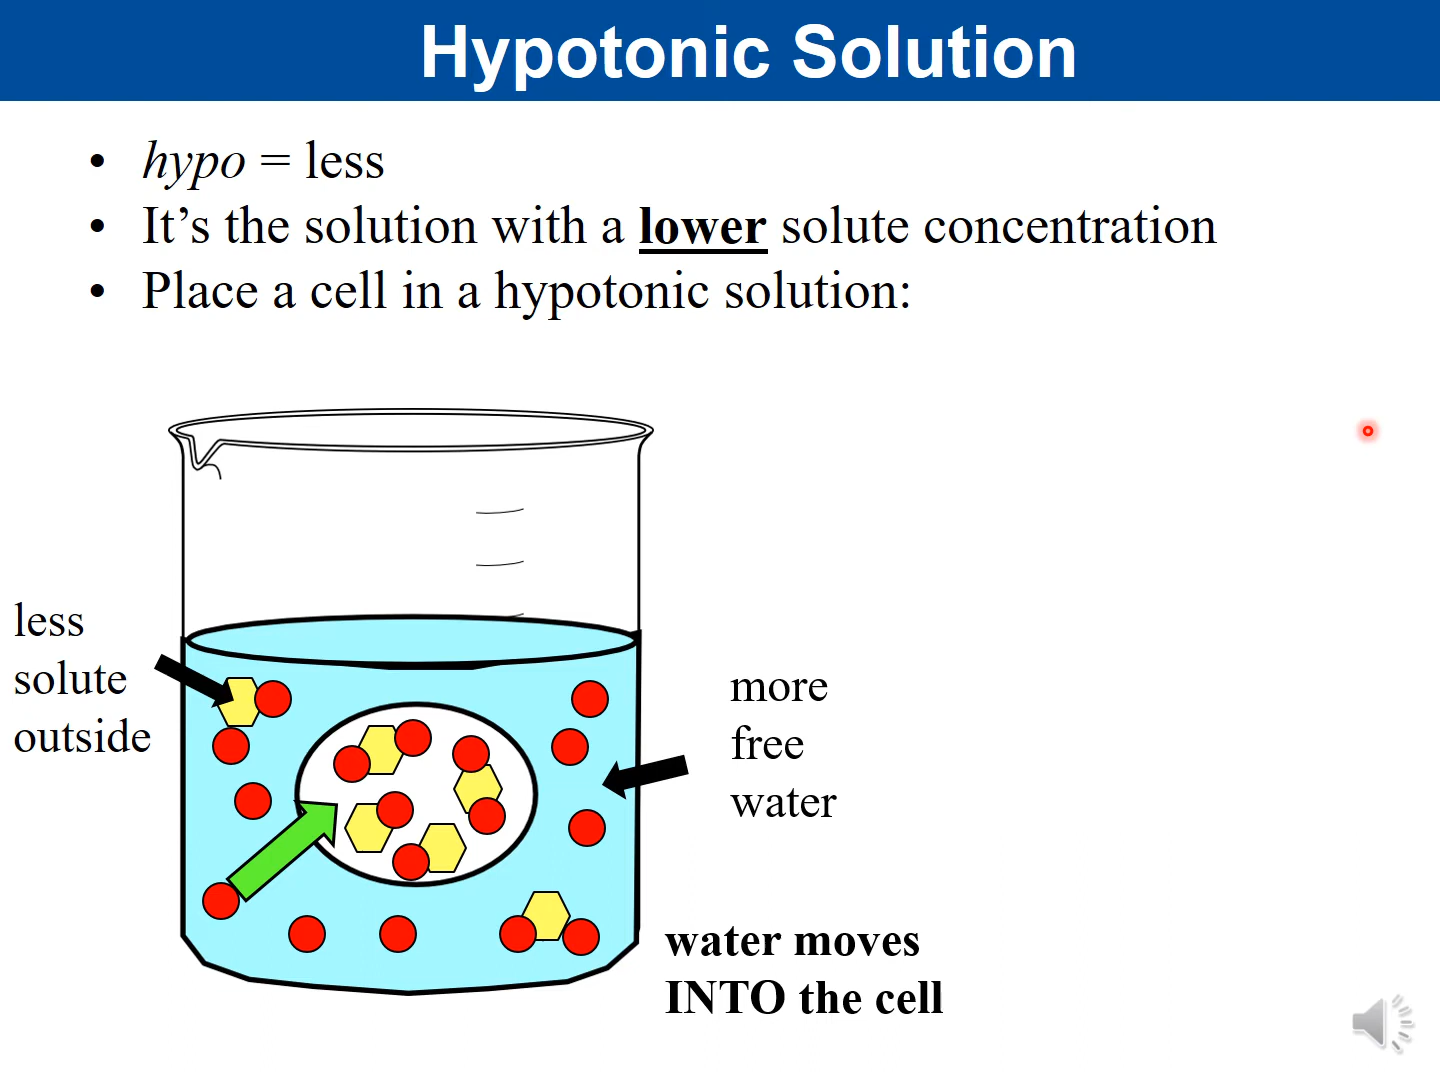 Hypotonic Solution
• hypo = less
• It’s the solution with a lower solute concentration
• Place a cell in a hypotonic solution:
less
solute
outside
more
free
water
water moves
INTO the cell